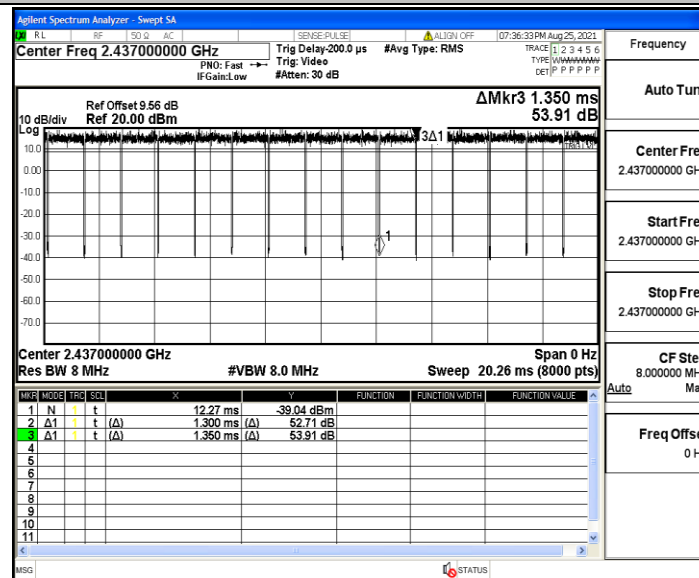 Agilent Spectrum Analyzer - Swept SA
RL RF 50 Ω AC SENSE:PULSE ALIGN OFF 07:36:33PM Aug 25, 2021
Center Freq 2.437000000 GHz
PNO: Fast
IFGain:Low
Trig Delay-200.0 µs
Trig: Video
#Atten: 30 dB
#Avg Type: RMS
TRACE 1 2 3 4 5 6
TYPE
DET P P P P P P
ΔMkr3 1.350 ms
53.91 dB
Ref Offset 9.56 dB
Ref 20.00 dBm
10 dB/div
Log
10.0
0.00
-10.0
-20.0
-30.0
-40.0
-50.0
-60.0
-70.0
3Δ1
1
Center 2.437000000 GHz
Span 0 Hz
Res BW 8 MHz
#VBW 8.0 MHz
Sweep 20.26 ms (8000 pts)
MKR MODE TRC SCL X Y FUNCTION FUNCTION WIDTH FUNCTION VALUE
1 N 1 t 12.27 ms -39.04 dBm
2 Δ1 1 t (Δ) 1.300 ms (Δ) 52.71 dB
3 Δ1 1 t (Δ) 1.350 ms (Δ) 53.91 dB
4
5
6
7
8
9
10
11
MSG
STATUS
Frequency
Auto Tun
Center Fre
2.437000000 GH
Start Fre
2.437000000 GH
Stop Fre
2.437000000 GH
CF Ste
8.000000 MH
Auto Ma
Freq Offse
0 H